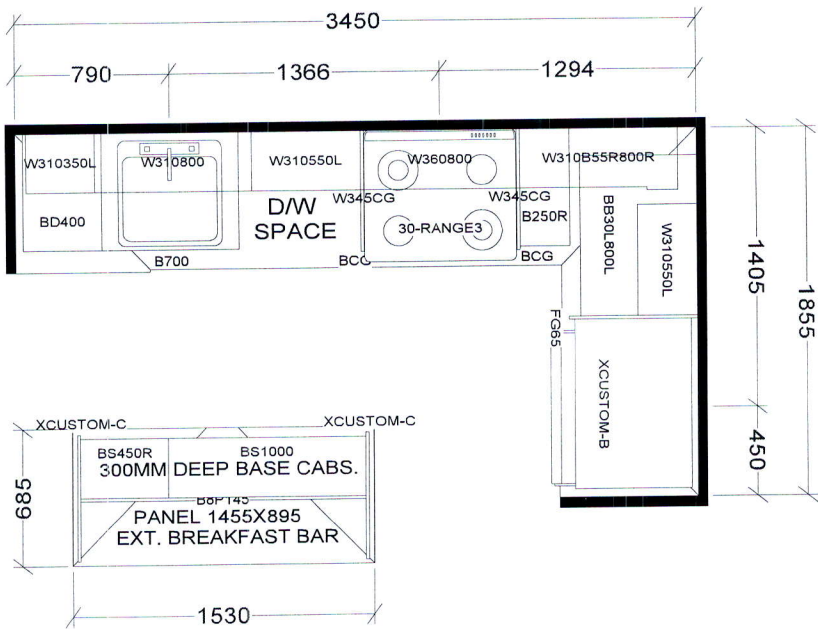 3450
790
1366
1294
W310350L
W310800
W310550L
W360800
W310B55R800R
W345CG
W345CG
BD400
D/W
SPACE
30-RANGE3
B250R
BB30L800L
W310550L
B700
BCG
BCG
FG65
XCUSTOM-B
1405
1855
450
XCUSTOM-C
XCUSTOM-C
BS450R
BS1000
300MM DEEP BASE CABS.
BBP145
PANEL 1455X895
EXT. BREAKFAST BAR
685
1530